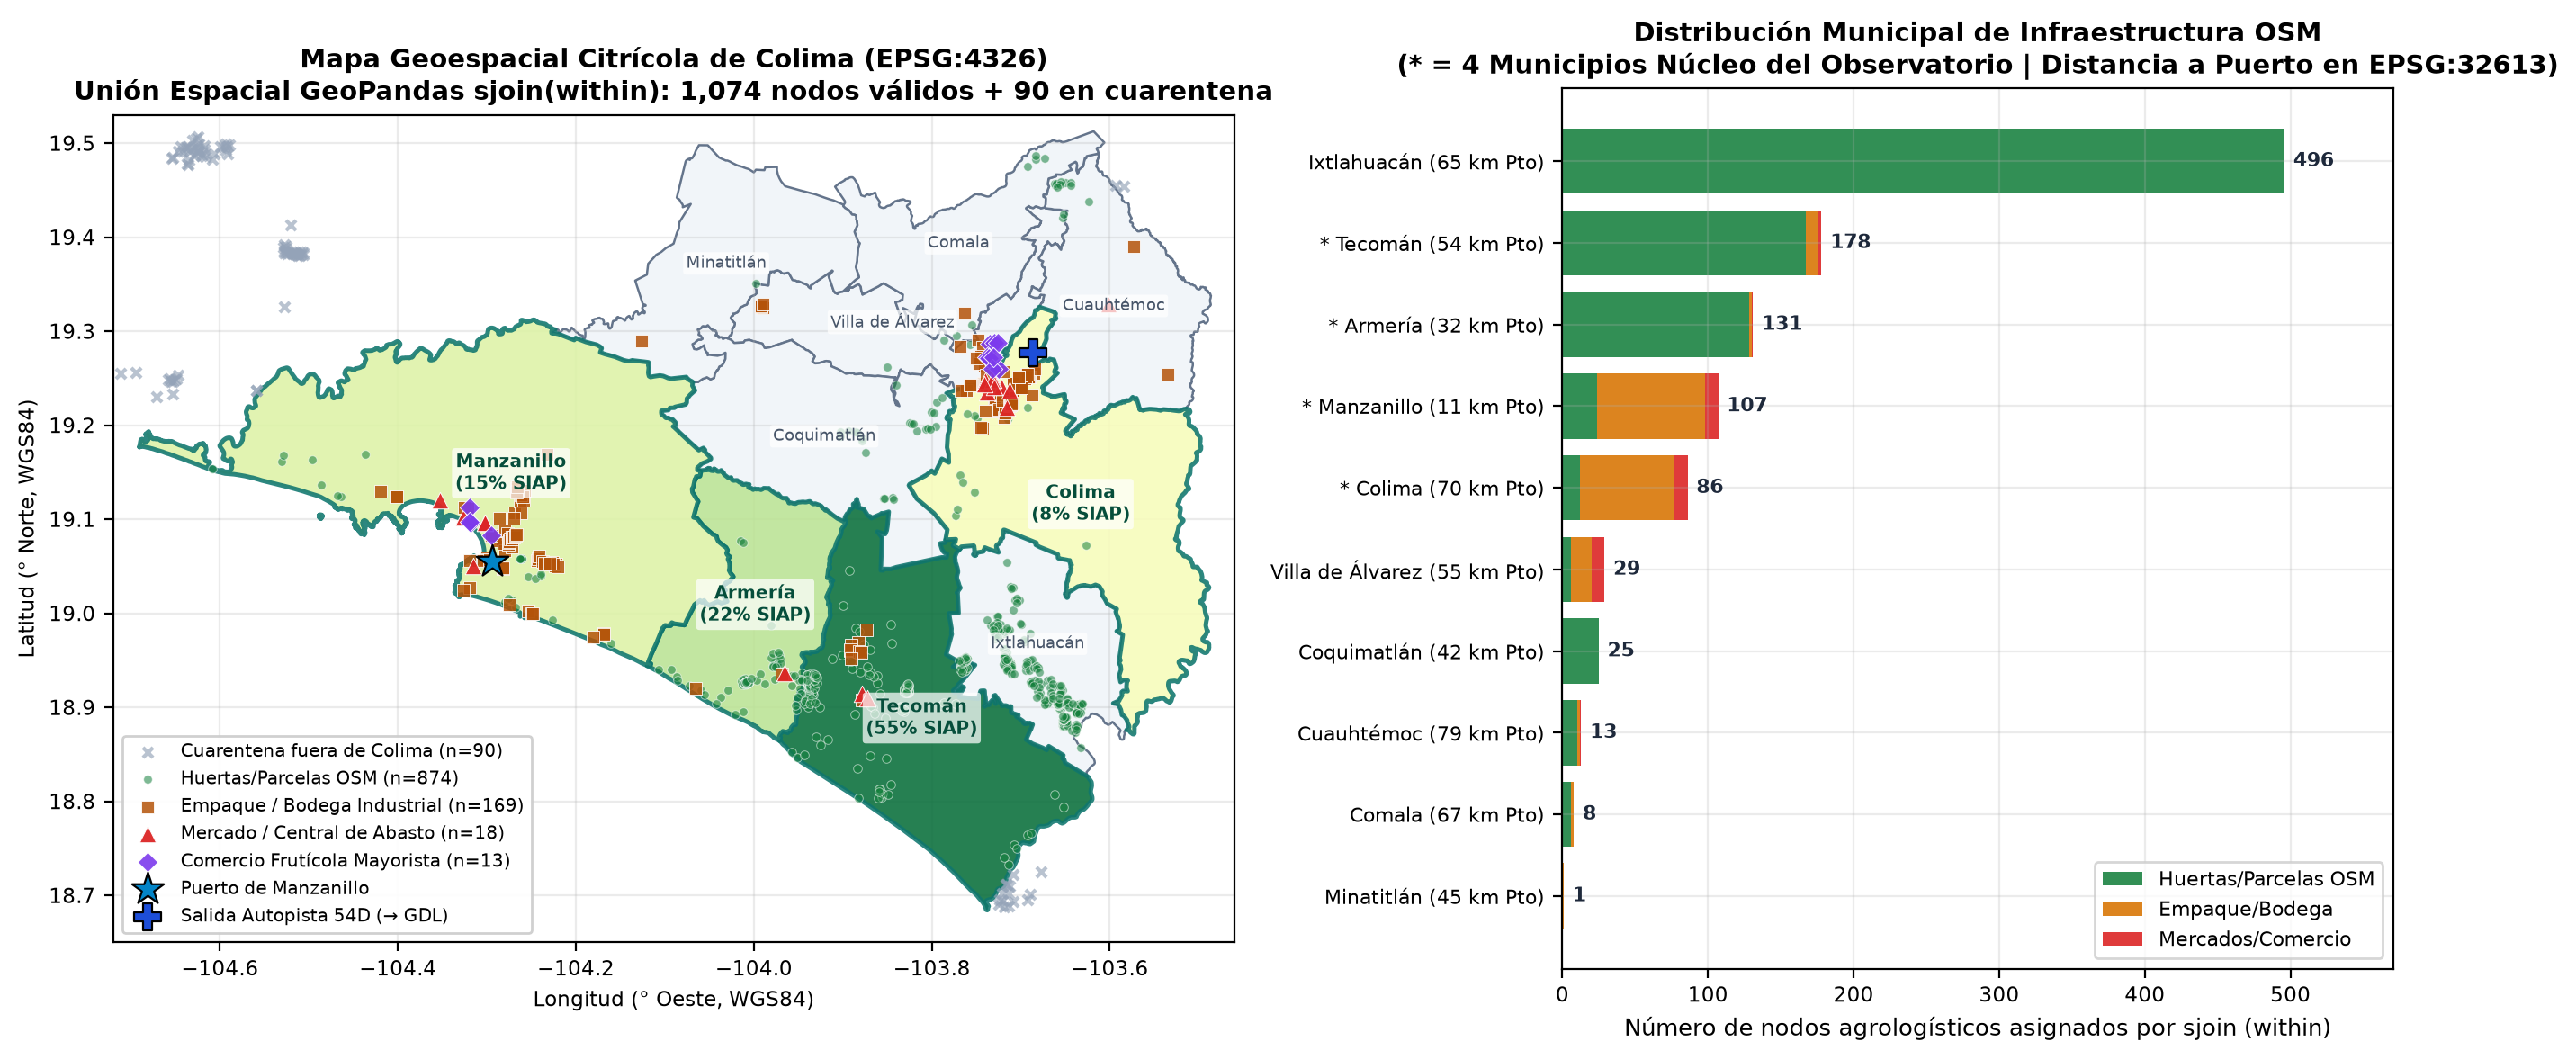 Mapa Geoespacial Citrícola de Colima (EPSG:4326)
Unión Espacial GeoPandas sjoin(within): 1,074 nodos válidos + 90 en cuarentena
19.5
19.4
19.3
19.2
19.1
19.0
18.9
18.8
18.7
Latitud (° Norte, WGS84)
Comala
Minatitlán
Cuauhtémoc
Villa de Álvarez
Coquimatlán
Manzanillo
(15% SIAP)
Colima
(8% SIAP)
Armería
(22% SIAP)
Ixtlahuacán
Tecomán
(55% SIAP)
Cuarentena fuera de Colima (n=90)
Huertas/Parcelas OSM (n=874)
Empaque / Bodega Industrial (n=169)
Mercado / Central de Abasto (n=18)
Comercio Frutícola Mayorista (n=13)
Puerto de Manzanillo
Salida Autopista 54D (→ GDL)
−104.6
−104.4
−104.2
−104.0
−103.8
−103.6
Longitud (° Oeste, WGS84)
Distribución Municipal de Infraestructura OSM
(* = 4 Municipios Núcleo del Observatorio | Distancia a Puerto en EPSG:32613)
Ixtlahuacán (65 km Pto)
496
* Tecomán (54 km Pto)
178
* Armería (32 km Pto)
131
* Manzanillo (11 km Pto)
107
* Colima (70 km Pto)
86
Villa de Álvarez (55 km Pto)
29
Coquimatlán (42 km Pto)
25
Cuauhtémoc (79 km Pto)
13
Comala (67 km Pto)
8
Minatitlán (45 km Pto)
1
Huertas/Parcelas OSM
Empaque/Bodega
Mercados/Comercio
0
100
200
300
400
500
Número de nodos agrologísticos asignados por sjoin (within)